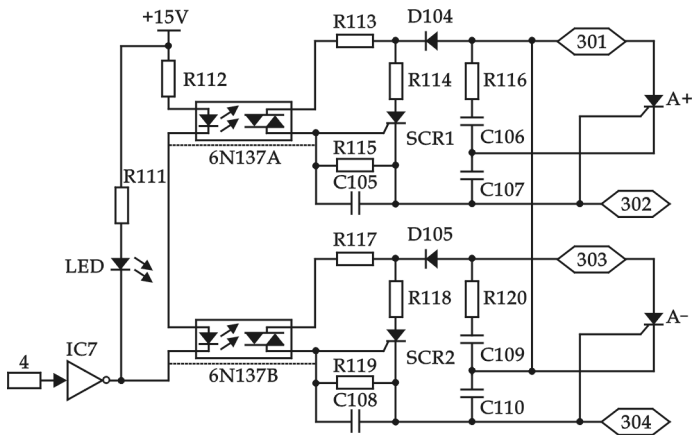 +15V
R113
D104
301
R112
R114
R116
A+
SCR1
C106
6N137A
R115
C105
C107
R111
302
LED
R117
D105
303
R118
R120
A-
SCR2
C109
4
IC7
6N137B
R119
C108
C110
304